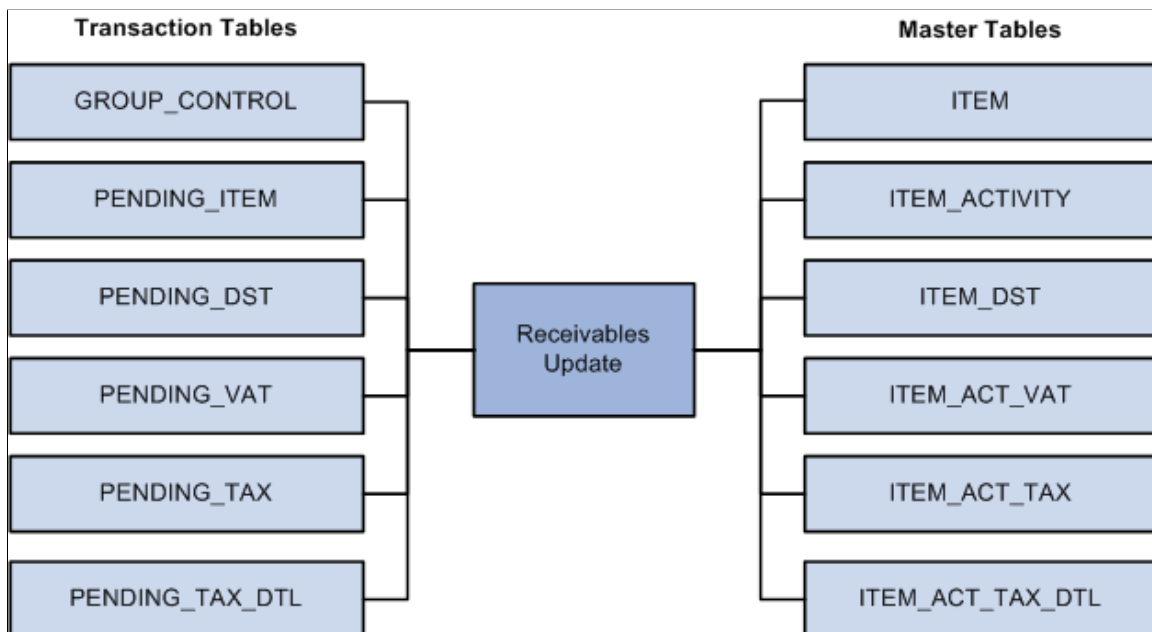 Transaction Tables
Master Tables
GROUP_CONTROL
ITEM
PENDING_ITEM
ITEM_ACTIVITY
PENDING_DST
ITEM_DST
Receivables
Update
PENDING_VAT
ITEM_ACT_VAT
PENDING_TAX
ITEM_ACT_TAX
PENDING_TAX_DTL
ITEM_ACT_TAX_DTL